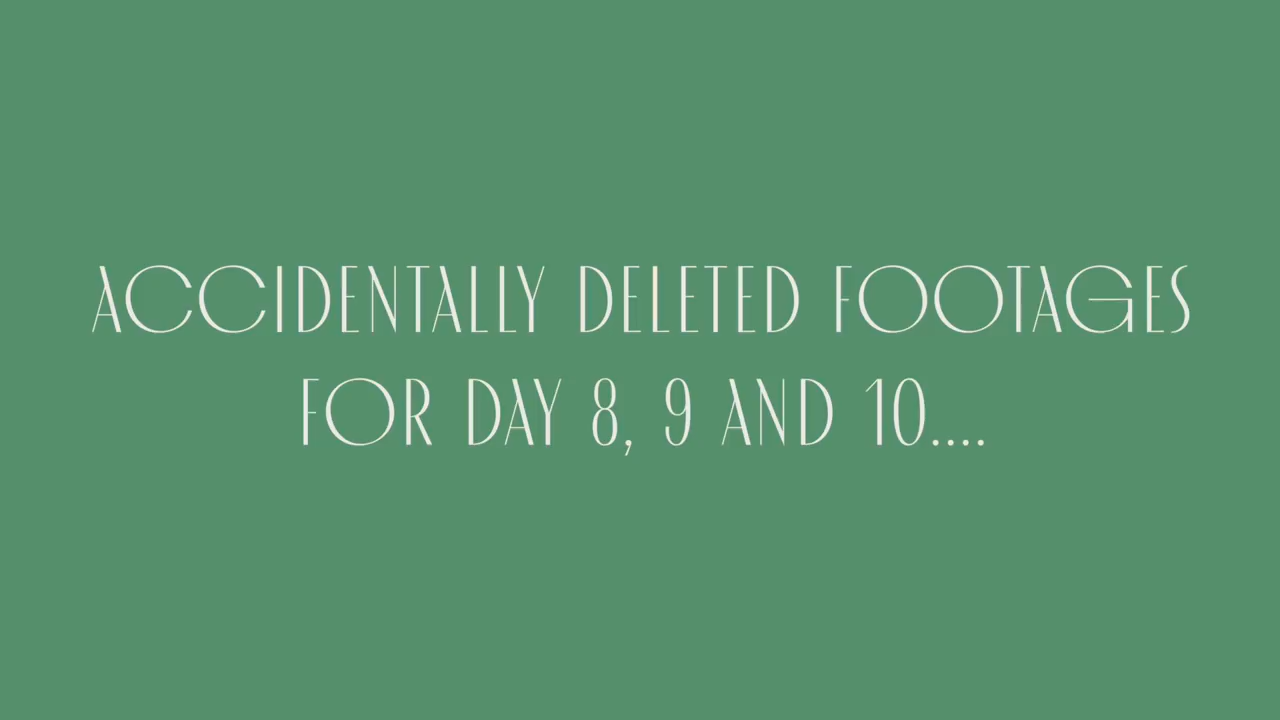 ACCIDENTALLY DELETED FOOTAGES
FOR DAY 8, 9 AND 10....